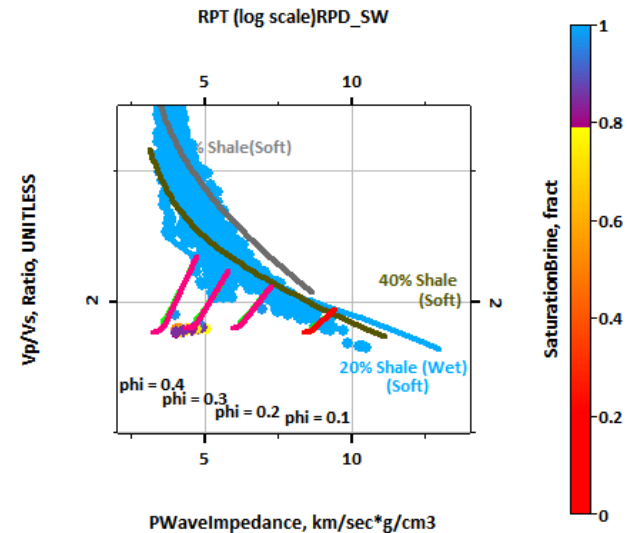 RPT (log scale)RPD_SW
5 10
% Shale(Soft)
40% Shale
(Soft)
20% Shale (Wet)
(Soft)
phi = 0.4
phi = 0.3
phi = 0.2
phi = 0.1
2
2
Vp/Vs, Ratio, UNITLESS
5 10
PWaveImpedance, km/sec*g/cm3
SaturationBrine, fract
1
0.8
0.6
0.4
0.2
0